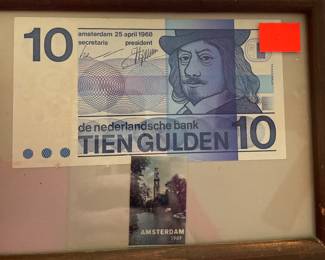 10
amsterdam 25 april 1968
secretaris president
de nederlandsche bank
TIEN GULDEN 10
AMSTERDAM